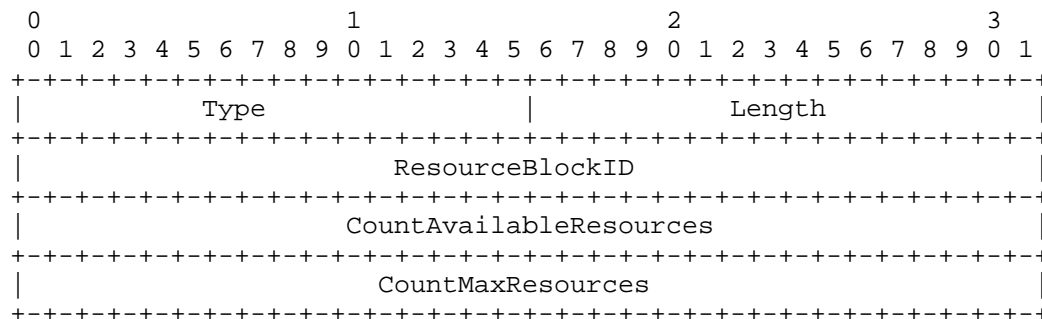 0                   1                   2                   3
 0 1 2 3 4 5 6 7 8 9 0 1 2 3 4 5 6 7 8 9 0 1 2 3 4 5 6 7 8 9 0 1
+-+-+-+-+-+-+-+-+-+-+-+-+-+-+-+-+-+-+-+-+-+-+-+-+-+-+-+-+-+-+-+-+
|           Type                |            Length             |
+-+-+-+-+-+-+-+-+-+-+-+-+-+-+-+-+-+-+-+-+-+-+-+-+-+-+-+-+-+-+-+-+
|                       ResourceBlockID                         |
+-+-+-+-+-+-+-+-+-+-+-+-+-+-+-+-+-+-+-+-+-+-+-+-+-+-+-+-+-+-+-+-+
|                    CountAvailableResources                    |
+-+-+-+-+-+-+-+-+-+-+-+-+-+-+-+-+-+-+-+-+-+-+-+-+-+-+-+-+-+-+-+-+
|                      CountMaxResources                        |
+-+-+-+-+-+-+-+-+-+-+-+-+-+-+-+-+-+-+-+-+-+-+-+-+-+-+-+-+-+-+-+-+